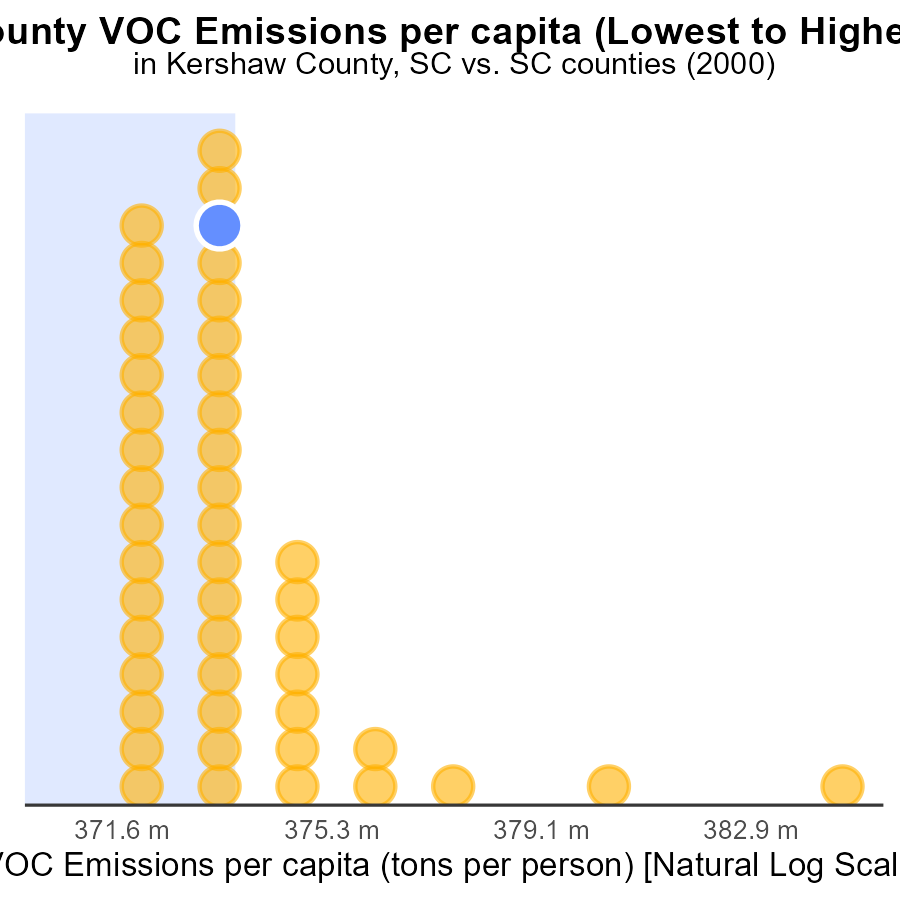 ounty VOC Emissions per capita (Lowest to Highe
in Kershaw County, SC vs. SC counties (2000)
371.6 m 375.3 m 379.1 m 382.9 m
VOC Emissions per capita (tons per person) [Natural Log Scal